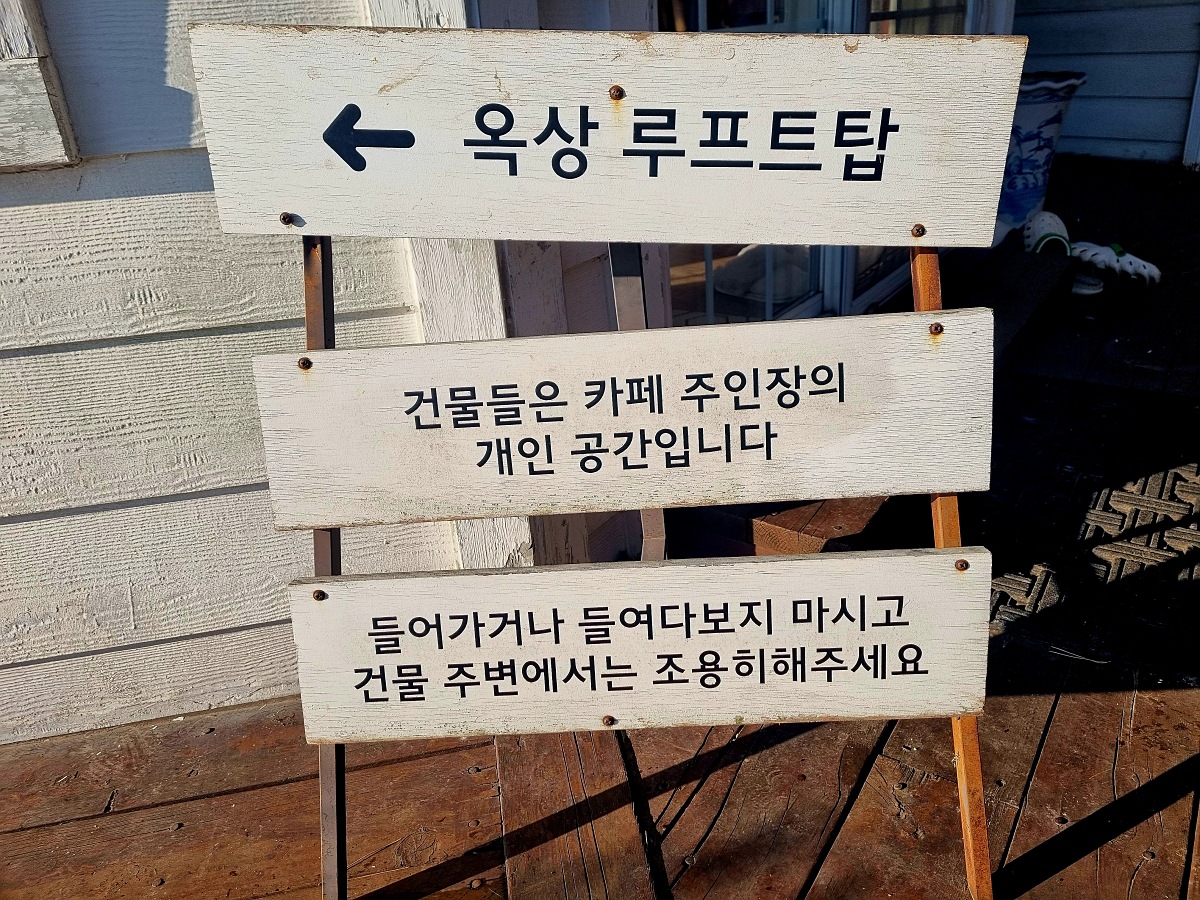 ← 옥상 루프트탑
건물들은 카페 주인장의
개인 공간입니다
들어가거나 들여다보지 마시고
건물 주변에서는 조용히해주세요